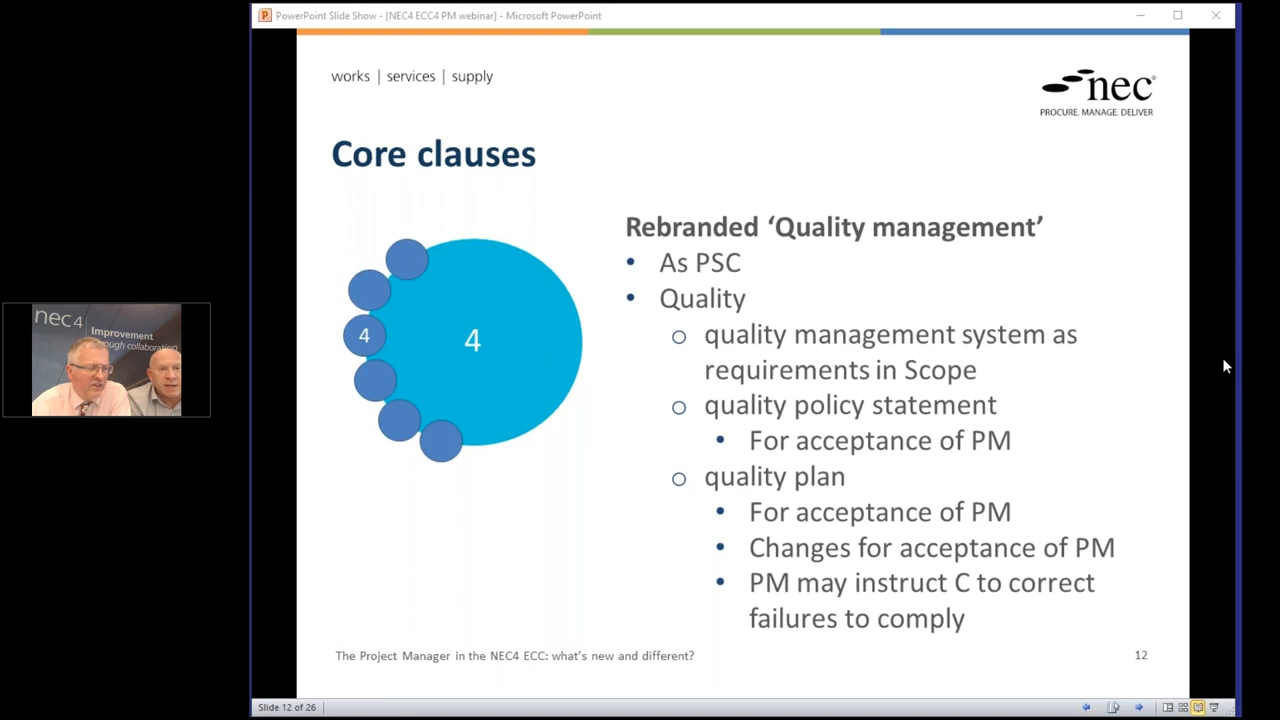 PowerPoint Slide Show - [NEC4 ECC4 PM webinar] - Microsoft PowerPoint
works | services | supply
nec®
PROCURE. MANAGE. DELIVER
Core clauses
4
4
Rebranded ‘Quality management’
• As PSC
• Quality
o quality management system as
requirements in Scope
o quality policy statement
• For acceptance of PM
o quality plan
• For acceptance of PM
• Changes for acceptance of PM
• PM may instruct C to correct
failures to comply
nec4
Improvement
through collaboration
The Project Manager in the NEC4 ECC: what’s new and different?
12
Slide 12 of 26